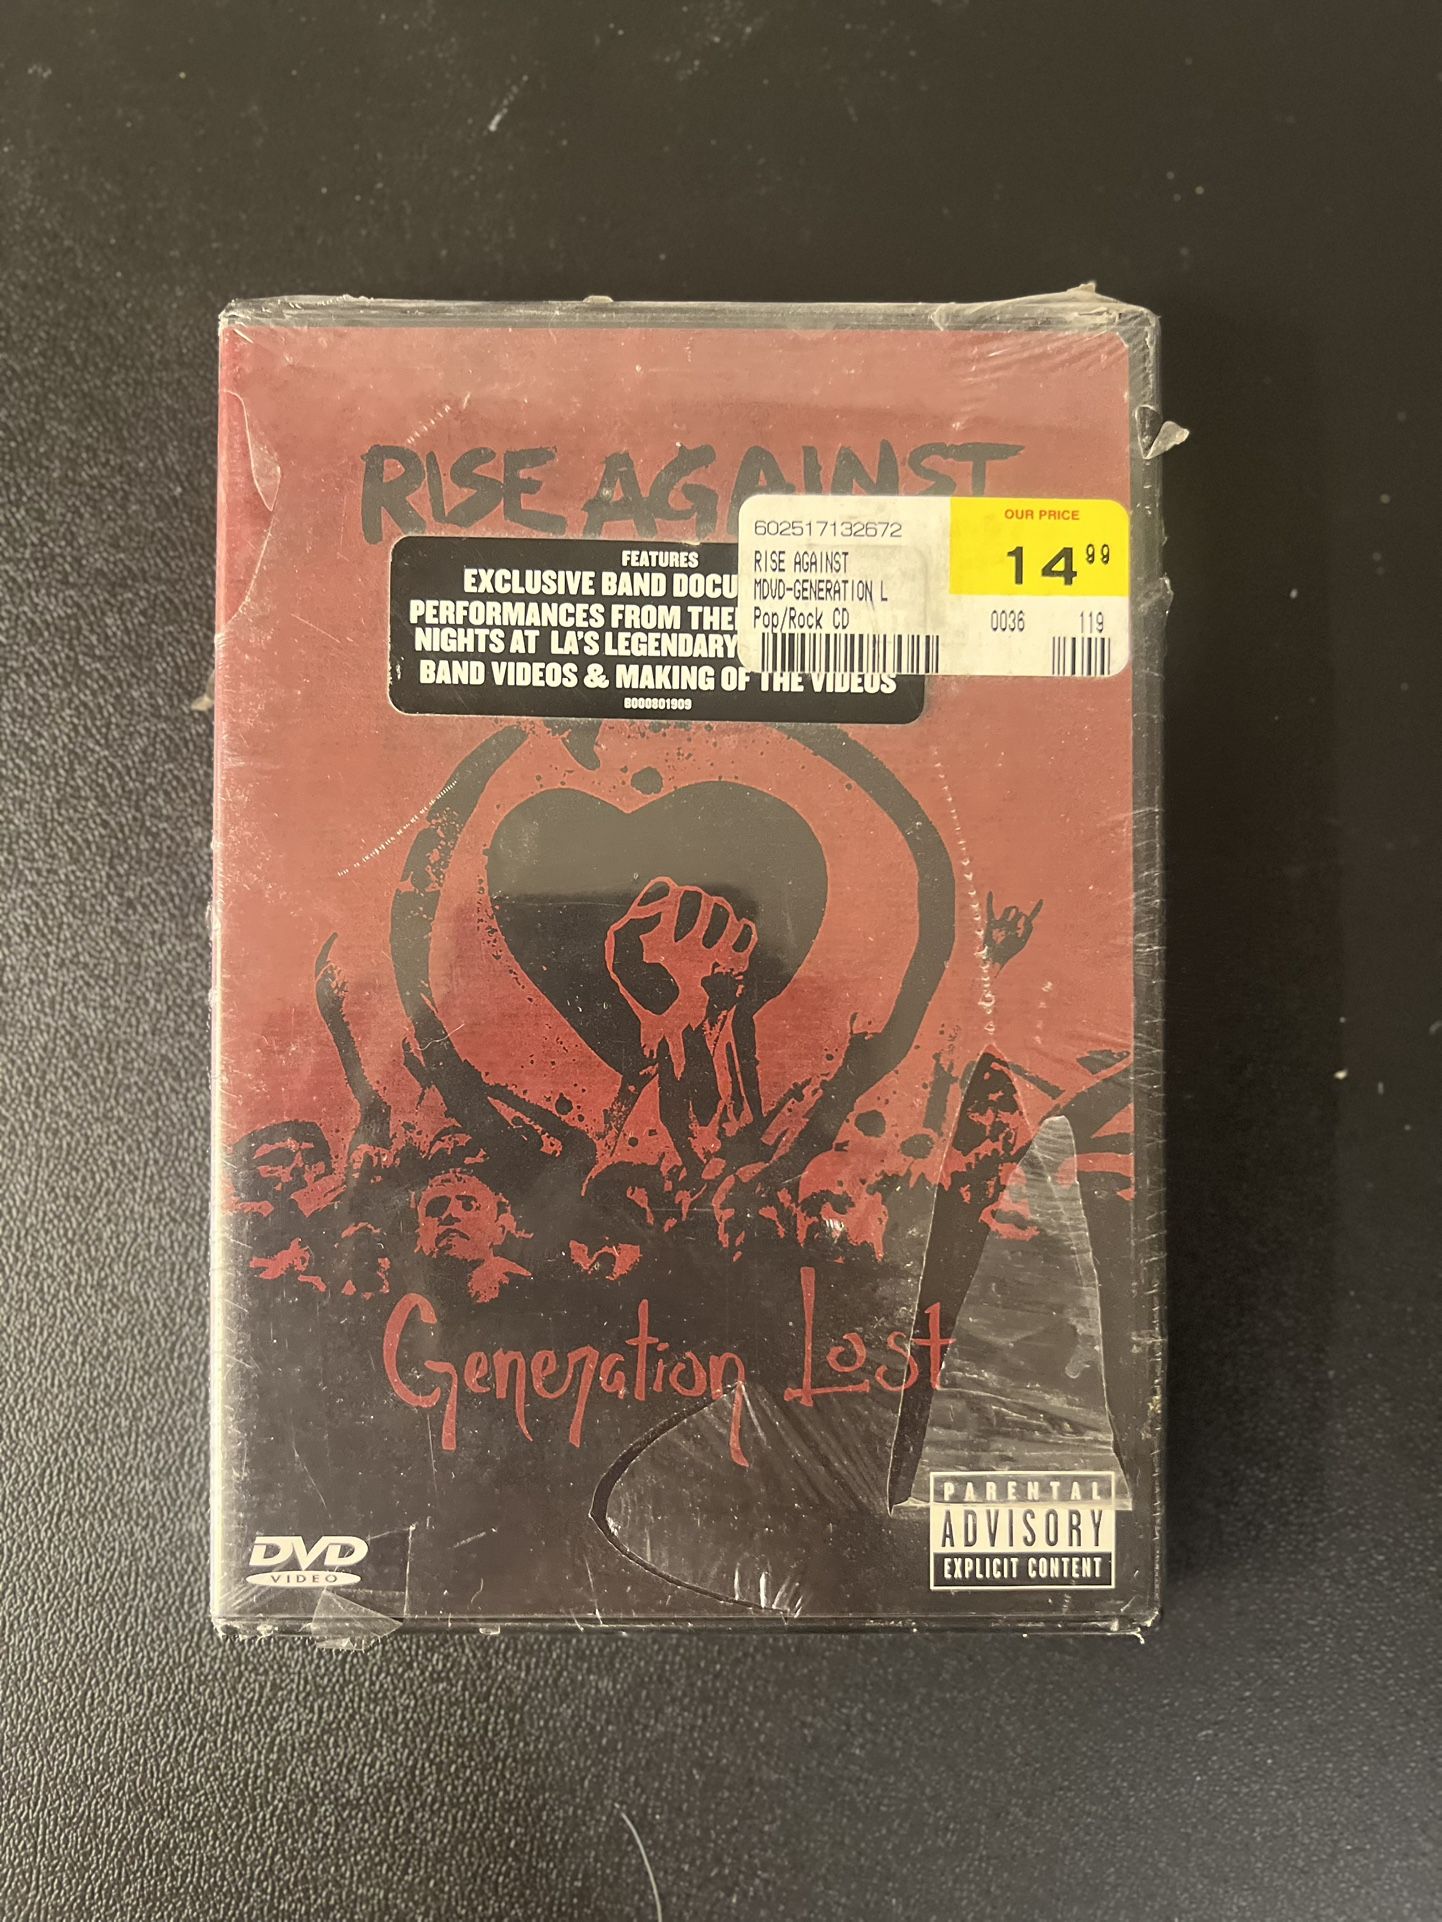 RISE AGAINST
602517132672
RISE AGAINST
MDVD-GENERATION L
Pop/Rock CD
OUR PRICE
14 99
0036 119
FEATURES
EXCLUSIVE BAND
PERFORMANCES FROM
NIGHTS AT LA'S LEGENDARY
BAND VIDEOS & MAKING OF THE VIDEOS
B000801909
Generation Lost
DVD
VIDEO
PARENTAL
ADVISORY
EXPLICIT CONTENT